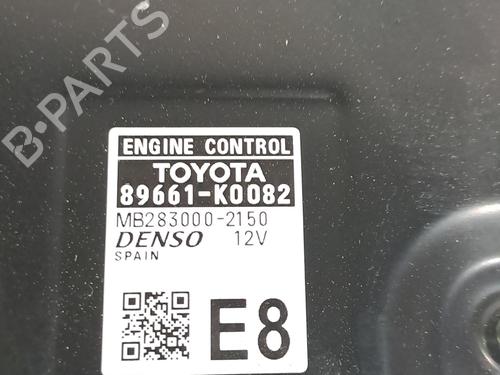 B-PARTS
ENGINE CONTROL
TOYOTA
89661-K0082
MB283000-2150
DENSO 12V
SPAIN
E8